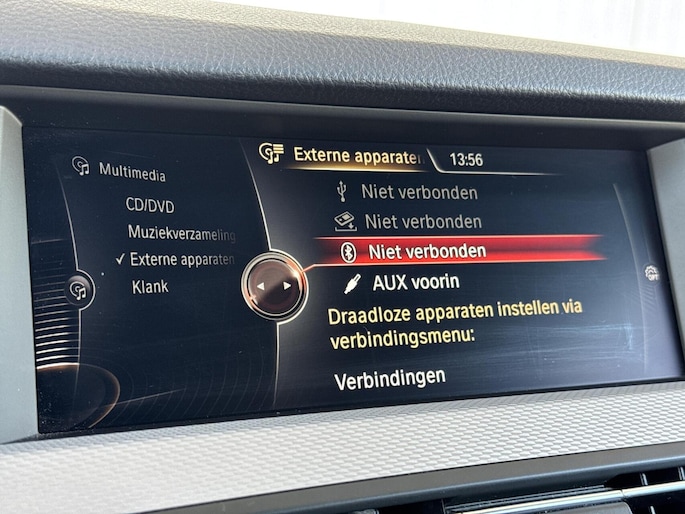 Externe apparaten 13:56
Multimedia
CD/DVD
Muziekverzameling
✓ Externe apparaten
Klank
Niet verbonden
Niet verbonden
Niet verbonden
AUX voorin
Draadloze apparaten instellen via
verbindingsmenu:
Verbindingen
OFF